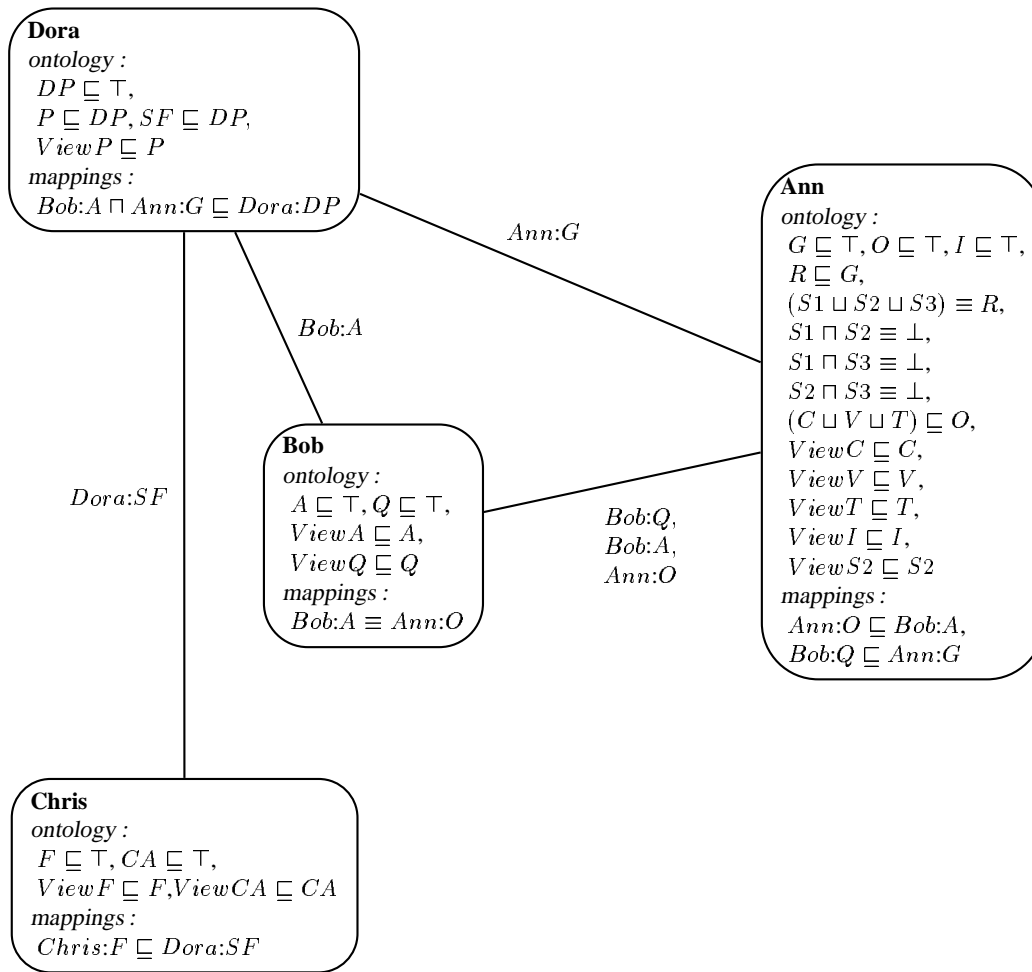 Dora
ontology :
DP ⊑ ⊤,
P ⊑ DP, SF ⊑ DP,
ViewP ⊑ P
mappings :
Bob:A ⊓ Ann:G ⊑ Dora:DP
Ann:G
Bob:A
Dora:SF
Bob
ontology :
A ⊑ ⊤, Q ⊑ ⊤,
ViewA ⊑ A,
ViewQ ⊑ Q
mappings :
Bob:A ≡ Ann:O
Bob:Q,
Bob:A,
Ann:O
Ann
ontology :
G ⊑ ⊤, O ⊑ ⊤, I ⊑ ⊤,
R ⊑ G,
(S1 ⊔ S2 ⊔ S3) ≡ R,
S1 ⊓ S2 ≡ ⊥,
S1 ⊓ S3 ≡ ⊥,
S2 ⊓ S3 ≡ ⊥,
(C ⊔ V ⊔ T) ⊑ O,
ViewC ⊑ C,
ViewV ⊑ V,
ViewT ⊑ T,
ViewI ⊑ I,
ViewS2 ⊑ S2
mappings :
Ann:O ⊑ Bob:A,
Bob:Q ⊑ Ann:G
Chris
ontology :
F ⊑ ⊤, CA ⊑ ⊤,
ViewF ⊑ F,ViewCA ⊑ CA
mappings :
Chris:F ⊑ Dora:SF